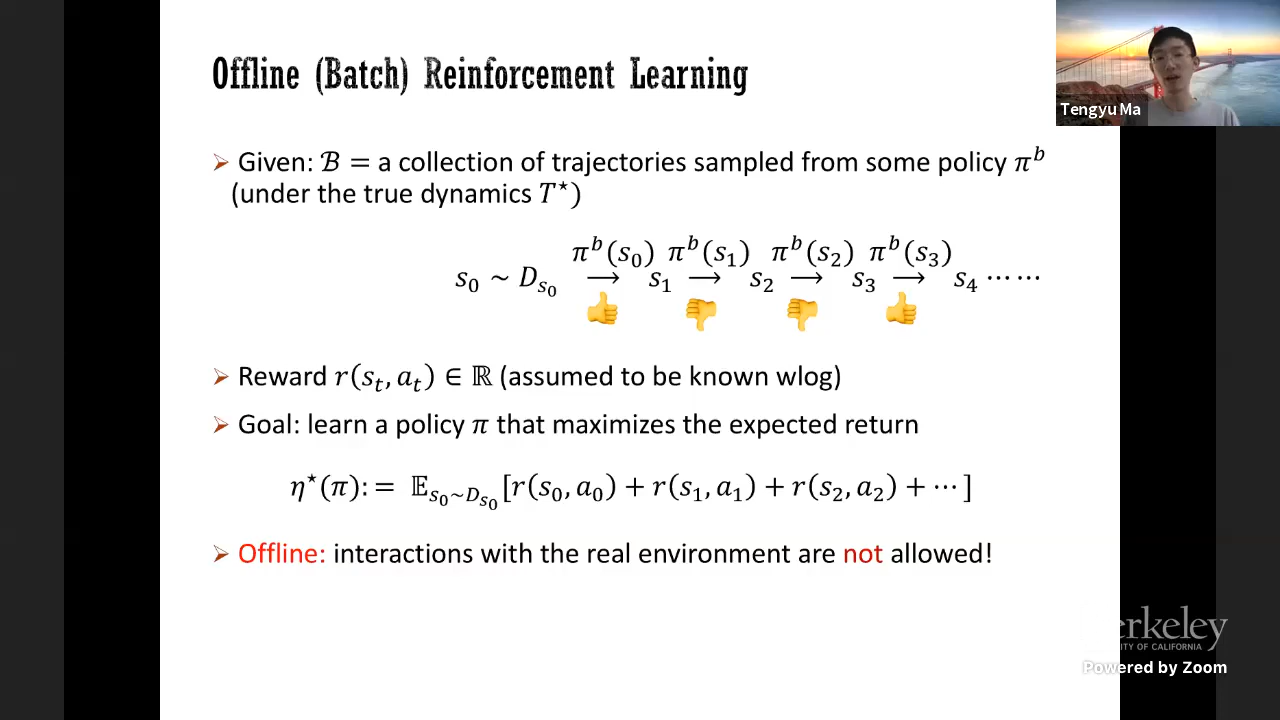 Offline (Batch) Reinforcement Learning
Tengyu Ma
➢ Given: ℬ = a collection of trajectories sampled from some policy π^b
(under the true dynamics T⋆)
π^b(s₀) π^b(s₁) π^b(s₂) π^b(s₃)
s₀ ~ D_{s₀} → s₁ → s₂ → s₃ → s₄ ⋯⋯
➢ Reward r(s_t, a_t) ∈ ℝ (assumed to be known wlog)
➢ Goal: learn a policy π that maximizes the expected return
η⋆(π): = 𝔼_{s₀~D_{s₀}} [r(s₀, a₀) + r(s₁, a₁) + r(s₂, a₂) + ⋯ ]
➢ Offline: interactions with the real environment are not allowed!
erkeley
ITY OF CALIFORNIA
Powered by Zoom